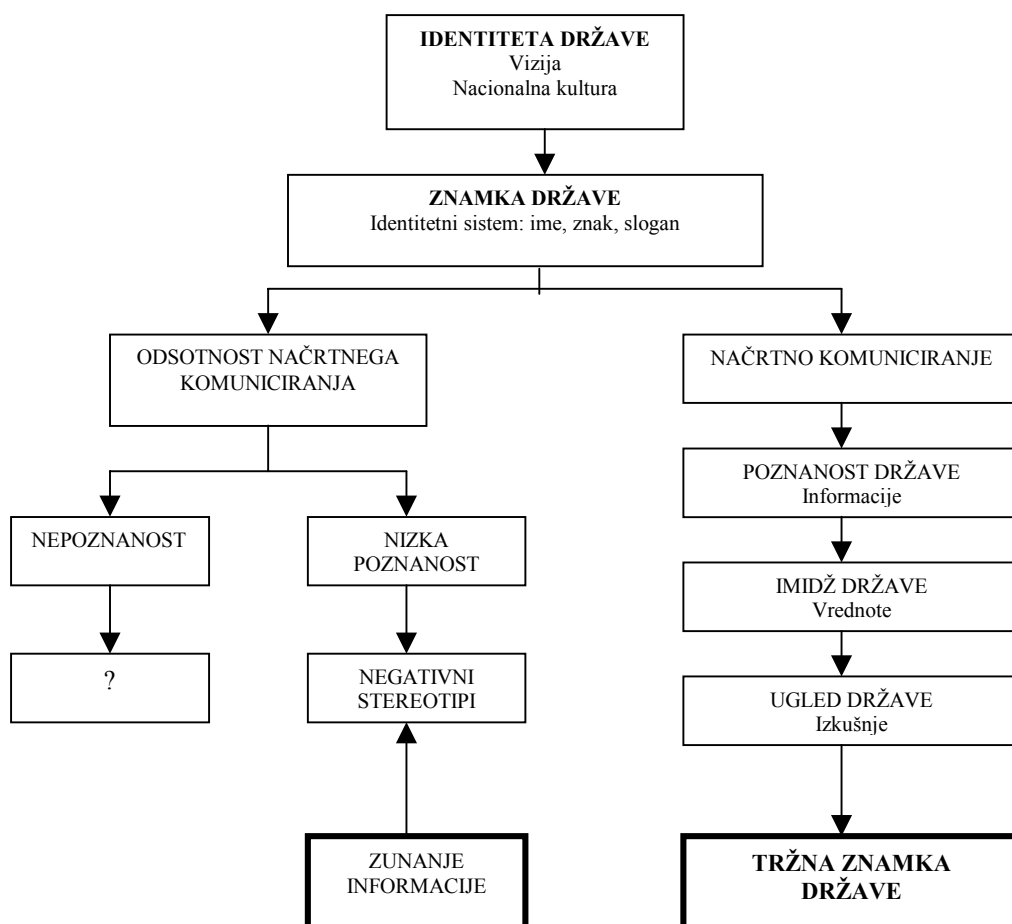 IDENTITETA DRŽAVE
Vizija
Nacionalna kultura
ZNAMKA DRŽAVE
Identitetni sistem: ime, znak, slogan
ODSOTNOST NAČRTNEGA
KOMUNICIRANJA
NAČRTNO KOMUNICIRANJE
POZNANOST DRŽAVE
Informacije
NEPOZNANOST
NIZKA
POZNANOST
IMIDŽ DRŽAVE
Vrednote
?
NEGATIVNI
STEREOTIPI
UGLED DRŽAVE
Izkušnje
ZUNANJE
INFORMACIJE
TRŽNA ZNAMKA
DRŽAVE